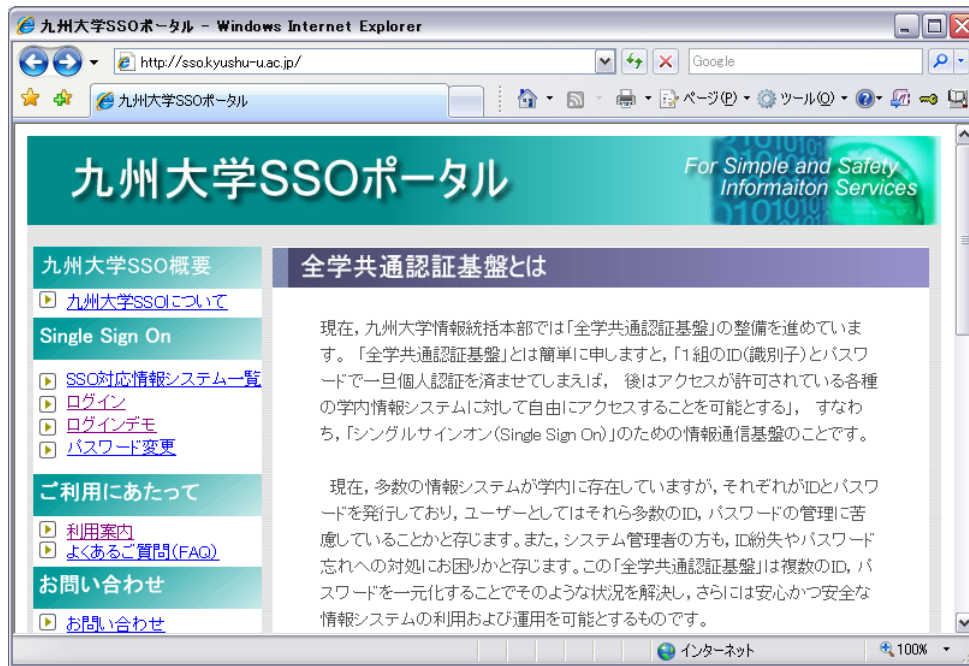 九州大学SSOポータル - Windows Internet Explorer
http://sso.kyushu-u.ac.jp/
Google
九州大学SSOポータル
ページ(P)
ツール(O)
九州大学SSOポータル
For Simple and Safety
Informaiton Services
九州大学SSO概要
九州大学SSOについて
Single Sign On
SSO対応情報システム一覧
ログイン
ログインデモ
パスワード変更
ご利用にあたって
利用案内
よくあるご質問(FAQ)
お問い合わせ
お問い合わせ
全学共通認証基盤とは
現在，九州大学情報統括本部では「全学共通認証基盤」の整備を進めていま
す。 「全学共通認証基盤」とは簡単に申しますと，「1組のID(識別子)とパスワ
ードで一旦個人認証を済ませてしまえば， 後はアクセスが許可されている各種
の学内情報システムに対して自由にアクセスすることを可能とする」， すなわ
ち，「シングルサインオン(Single Sign On)」のための情報通信基盤のことです。
現在，多数の情報システムが学内に存在していますが，それぞれがIDとパスワ
ードを発行しており，ユーザーとしてはそれら多数のID，パスワードの管理に苦
慮していることかと存じます。また，システム管理者の方も，ID紛失やパスワード
忘れへの対処にお困りかと存じます。この「全学共通認証基盤」は複数のID，パ
スワードを一元化することでそのような状況を解決し，さらには安心かつ安全な
情報システムの利用および運用を可能とするものです。
インターネット
100%